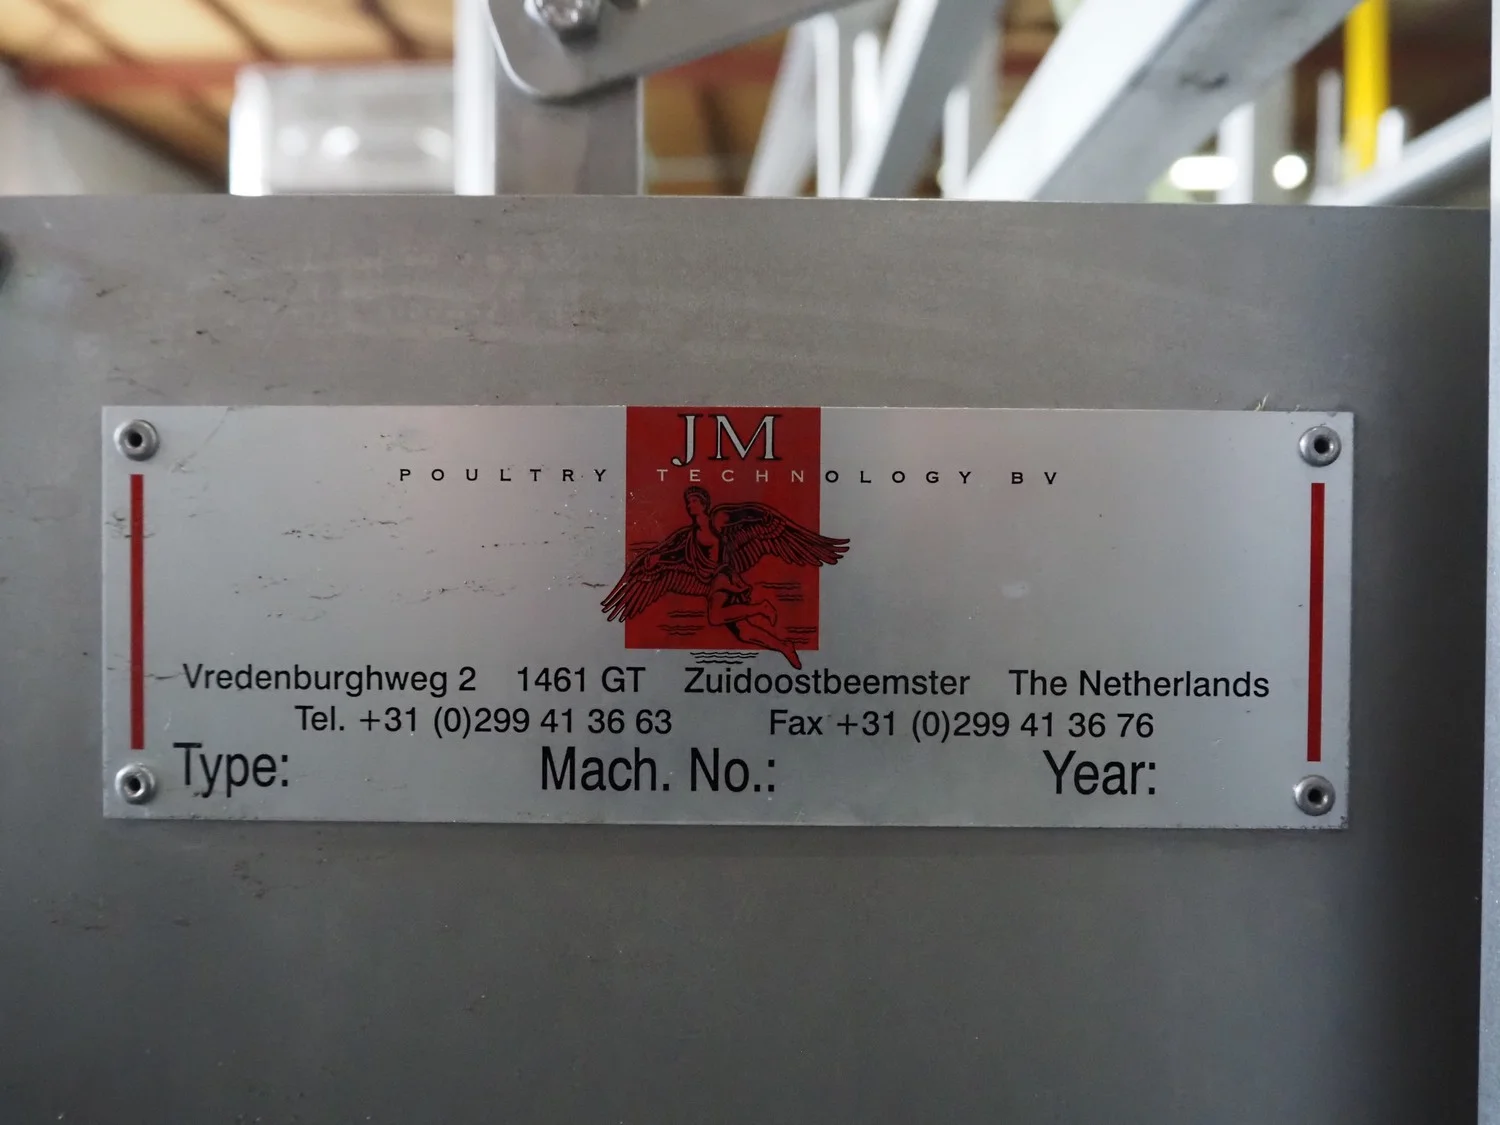 JM
POULTRY TECHNOLOGY BV
Vredenburghweg 2 1461 GT Zuidoostbeemster The Netherlands
Tel. +31 (0)299 41 36 63 Fax +31 (0)299 41 36 76
Type: Mach. No.: Year: